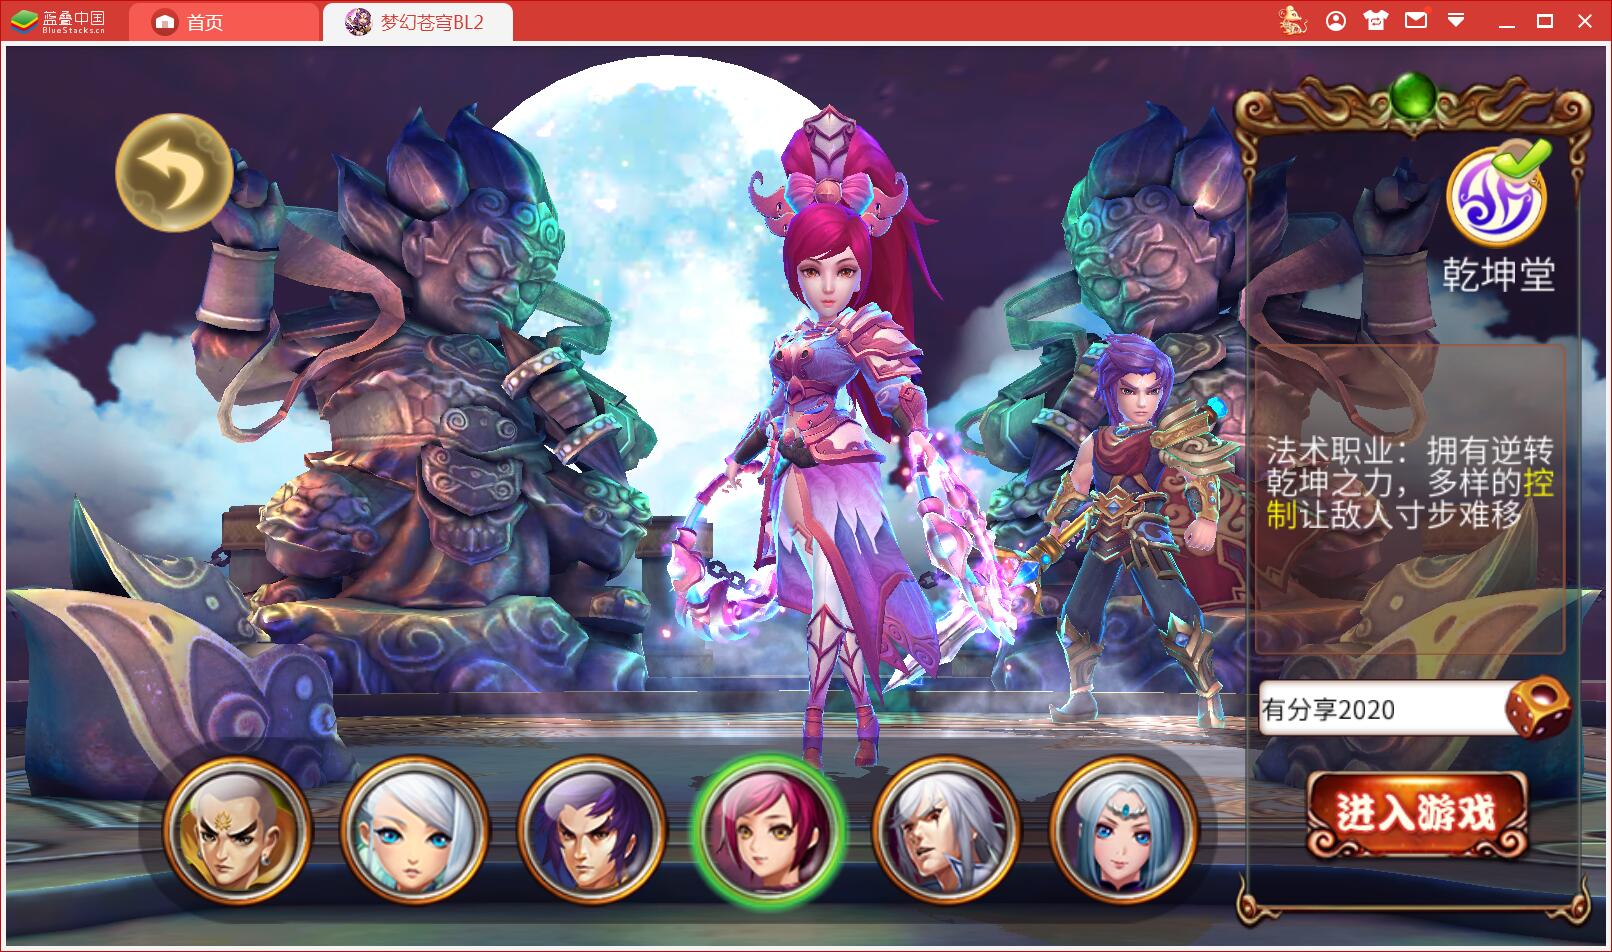 蓝叠中国
BlueStacks.cn
首页
梦幻苍穹BL2
乾坤堂
法术职业：拥有逆转
乾坤之力，多样的控
制让敌人寸步难移
有分享2020
进入游戏